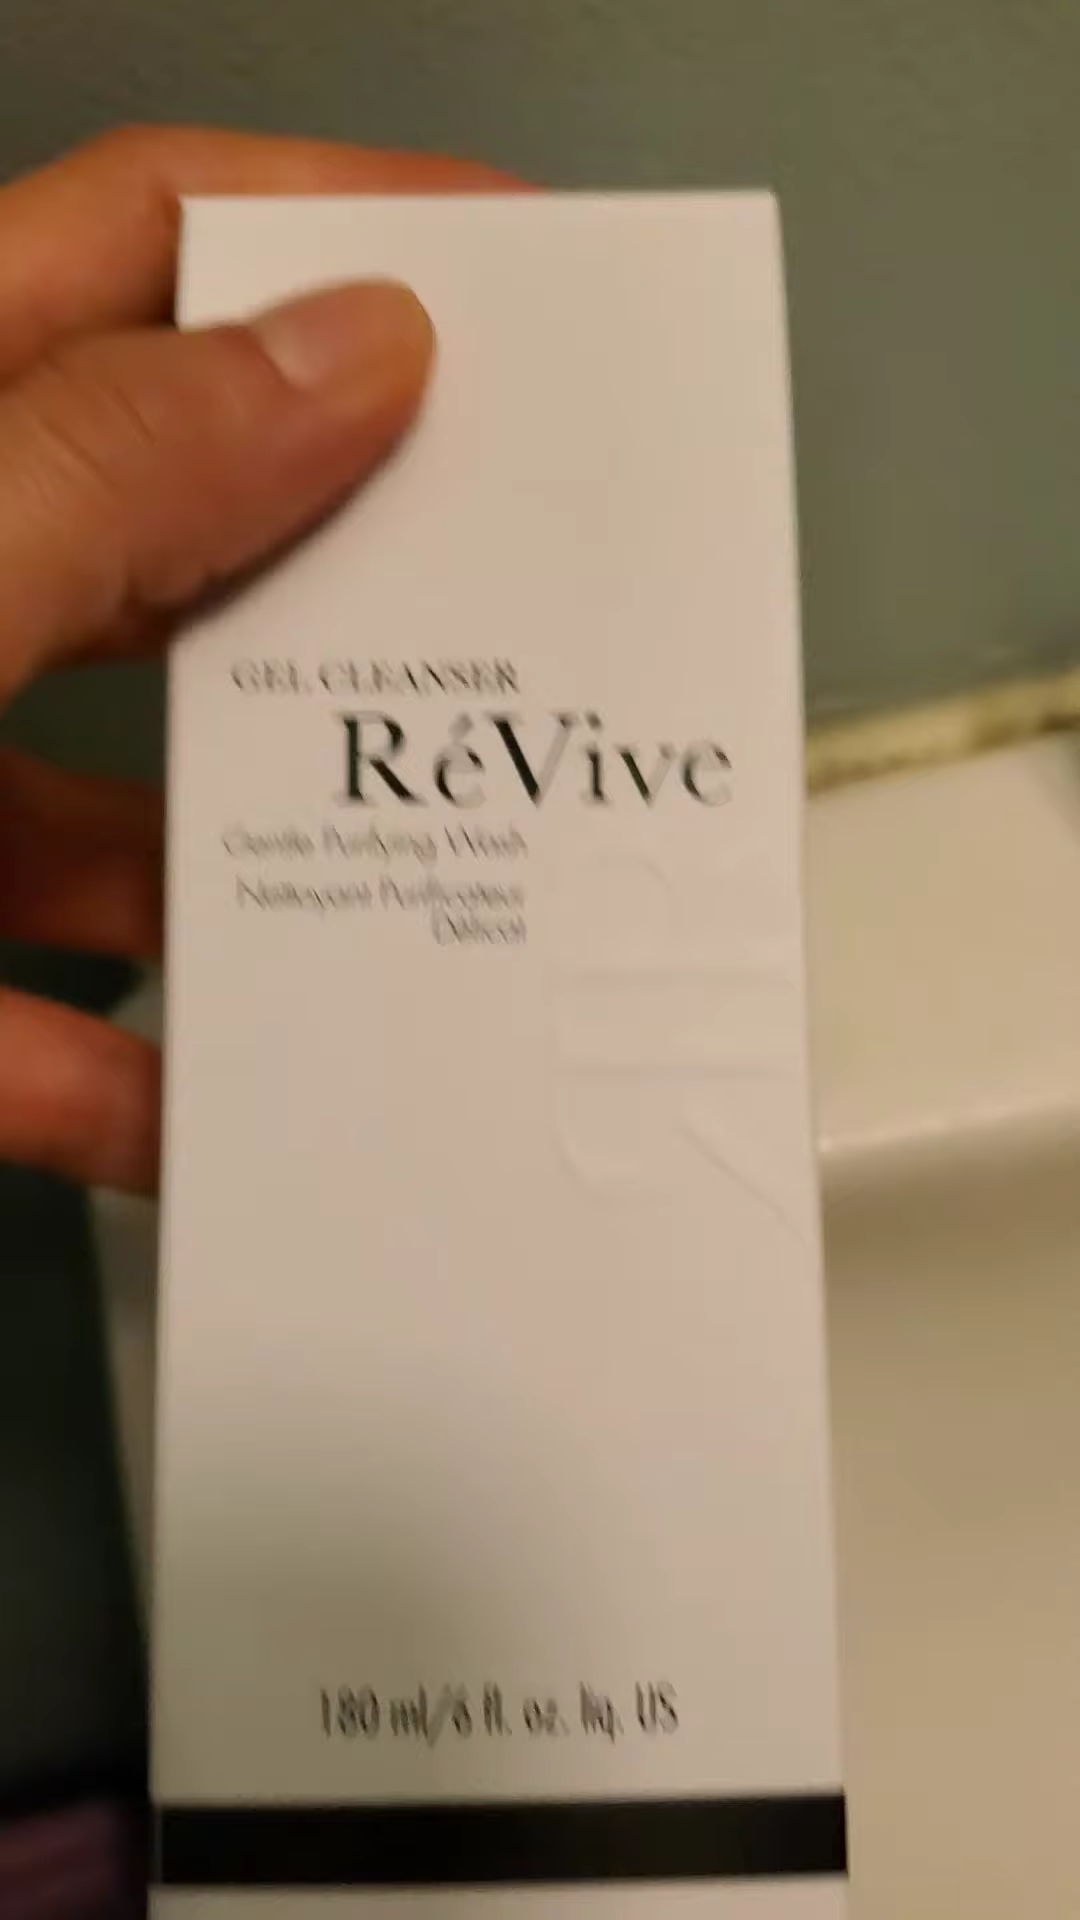 GEL CLEANSER
RéVive
Gentle Purifying Wash
Nettoyant Purificateur
Délicat
180 ml/6 fl. oz. liq. US